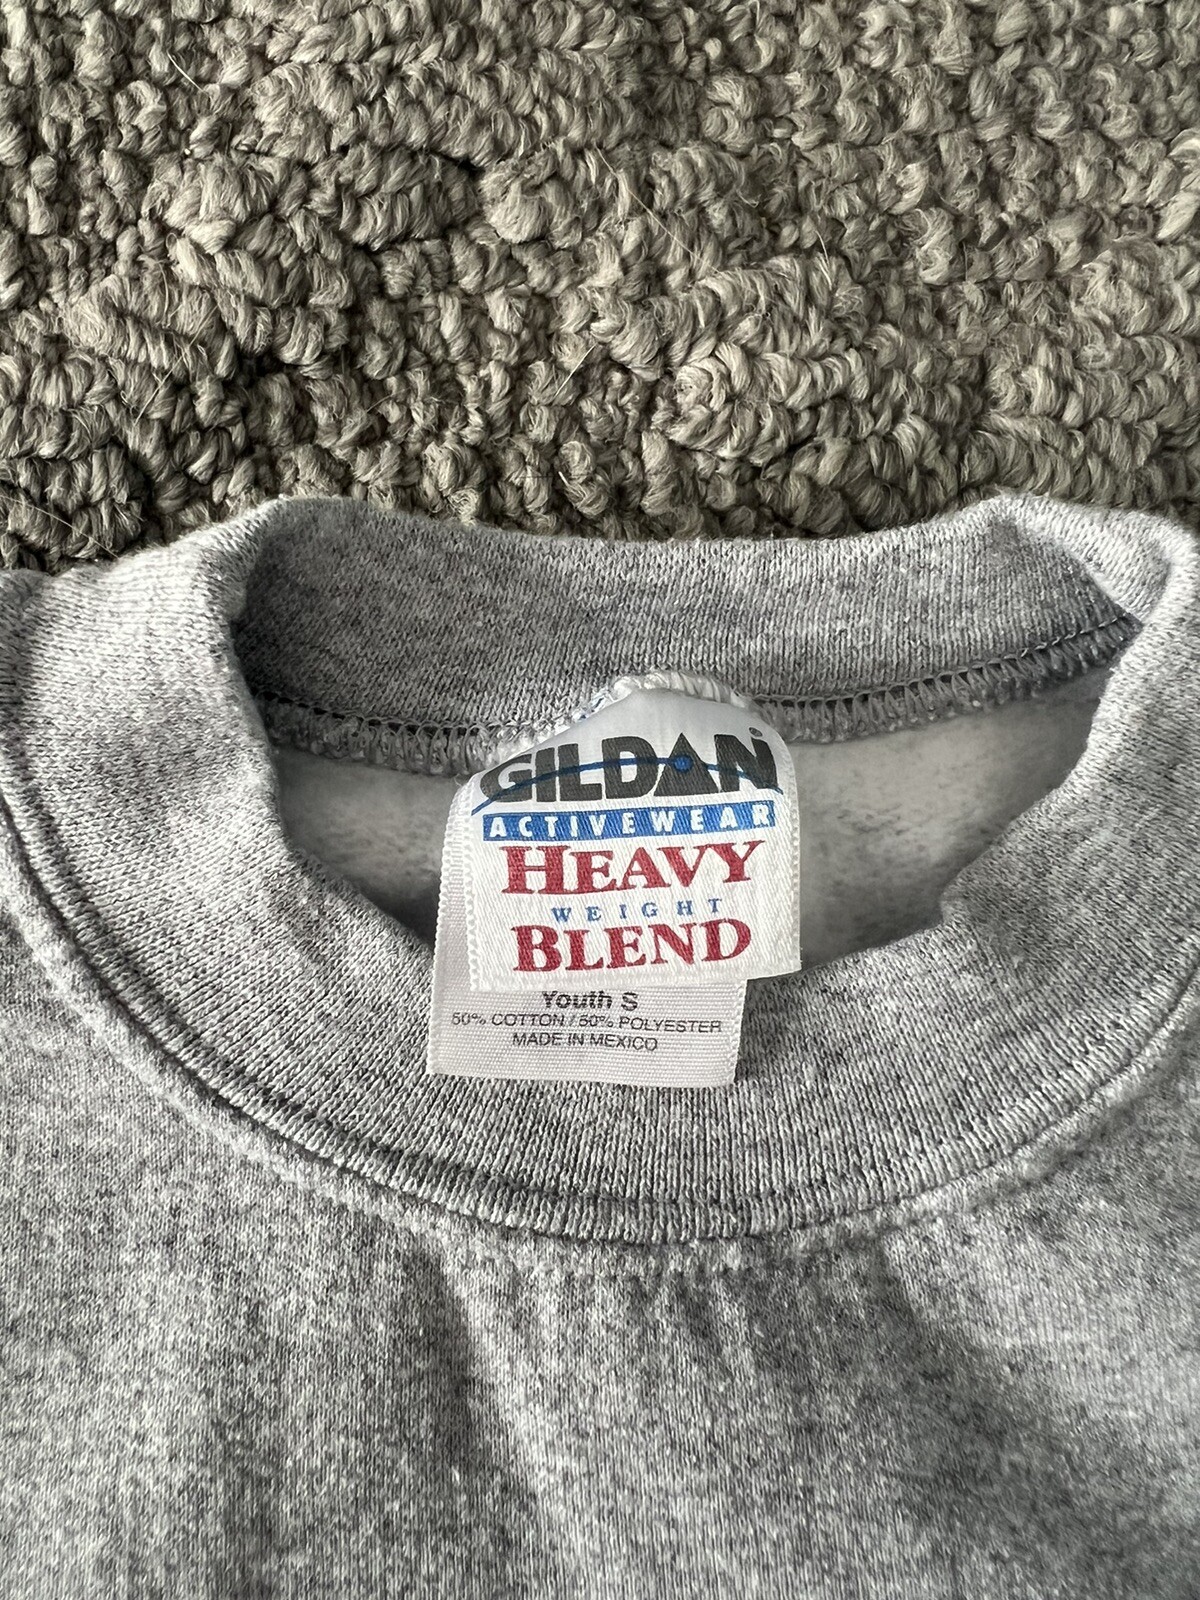 GILDAN
ACTIVEWEAR
HEAVY
WEIGHT
BLEND
Youth S
50% COTTON / 50% POLYESTER
MADE IN MEXICO